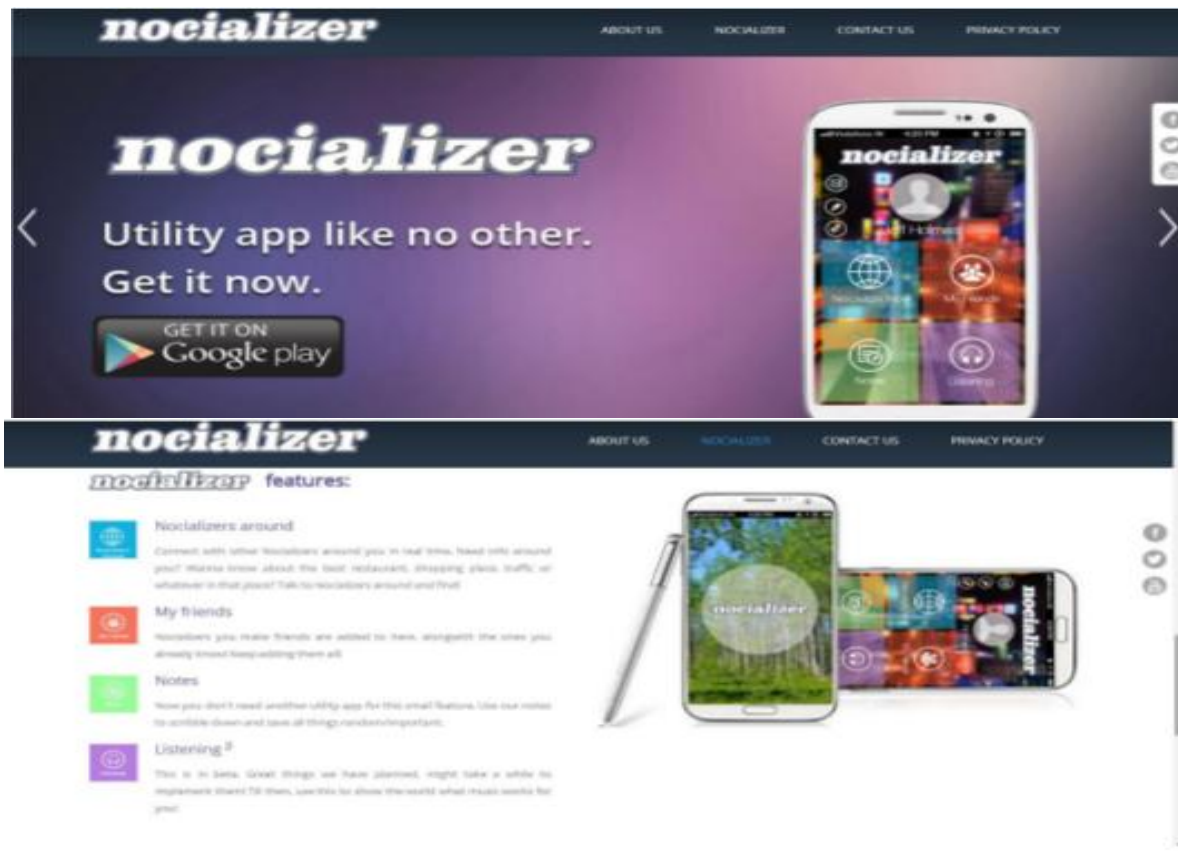 nocializer
ABOUT US NOCIALIZER CONTACT US PRIVACY POLICY
nocializer
Utility app like no other.
Get it now.
GET IT ON
Google play
4:20 PM
nocializer
My friends
Notes
Listening
nocializer
ABOUT US NOCIALIZER CONTACT US PRIVACY POLICY
nocializer features:
Nocializers around
Connect with other Nocializers around you in real time. Need info around
you? Wanna know about the best restaurant, shopping place, traffic or
whatever in that place? Talk to nocializers around and find!
My friends
Nocializers you make friends are added to here, alongwith the ones you
already know! Keep adding them all.
Notes
Now you don't need another utility app for this small feature. Use our notes
to scribble down and save all things random/important.
Listening β
This is in beta. Great things we have planned, might take a while to
implement them! Till then, use this to show the world what music works for
you!
nocializer
nocializer